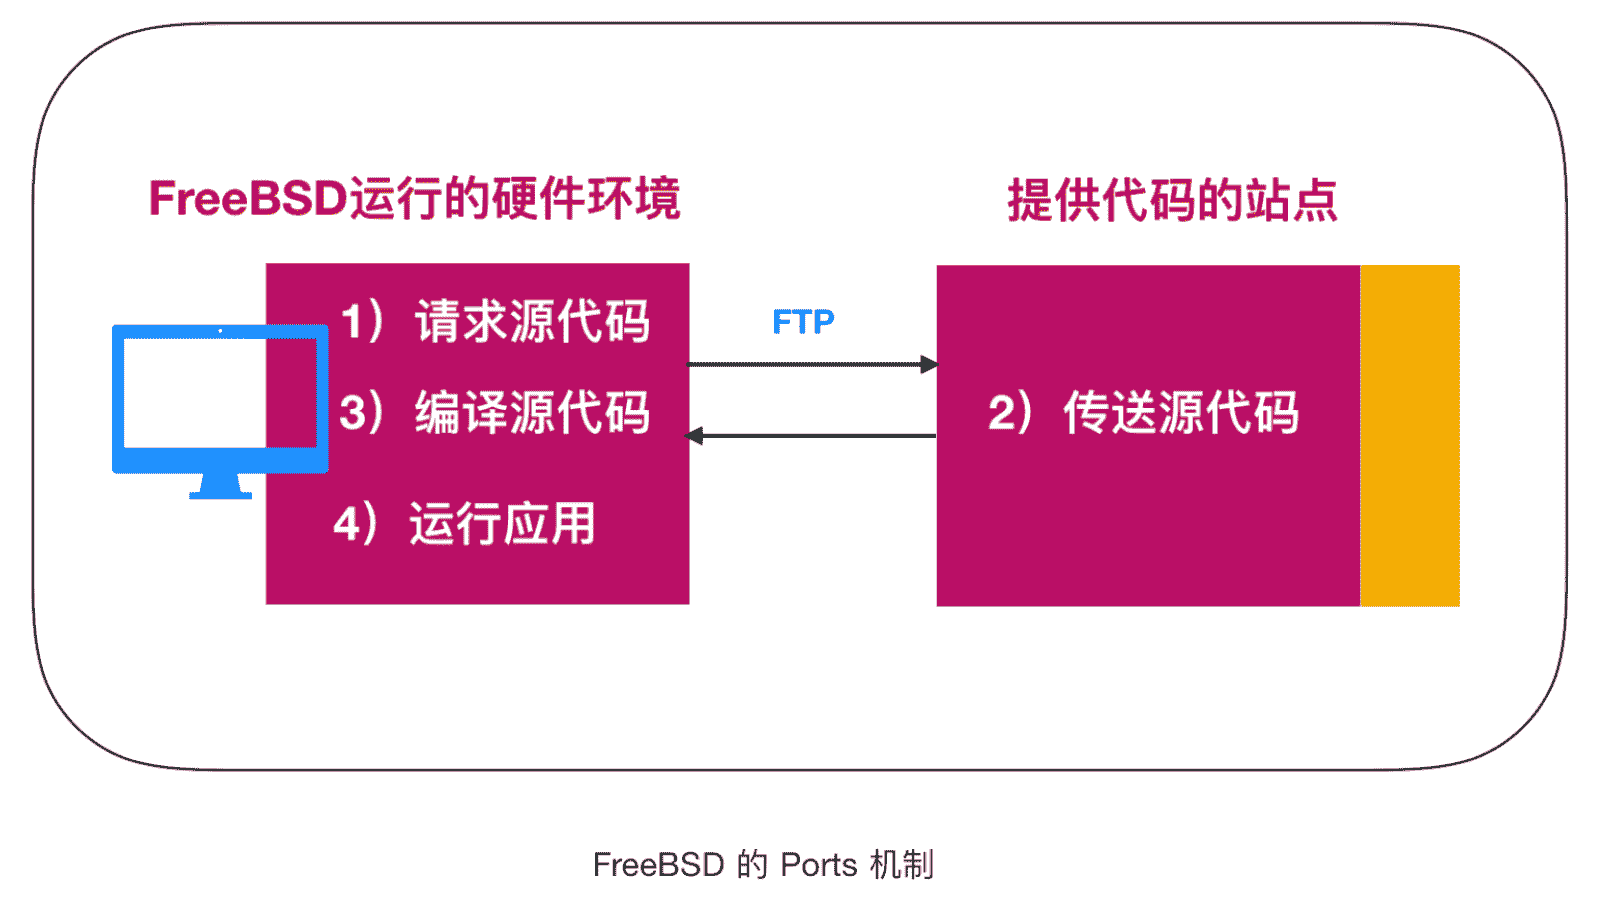 FreeBSD运行的硬件环境
提供代码的站点
1）请求源代码
FTP
3）编译源代码
2）传送源代码
4）运行应用
FreeBSD 的 Ports 机制